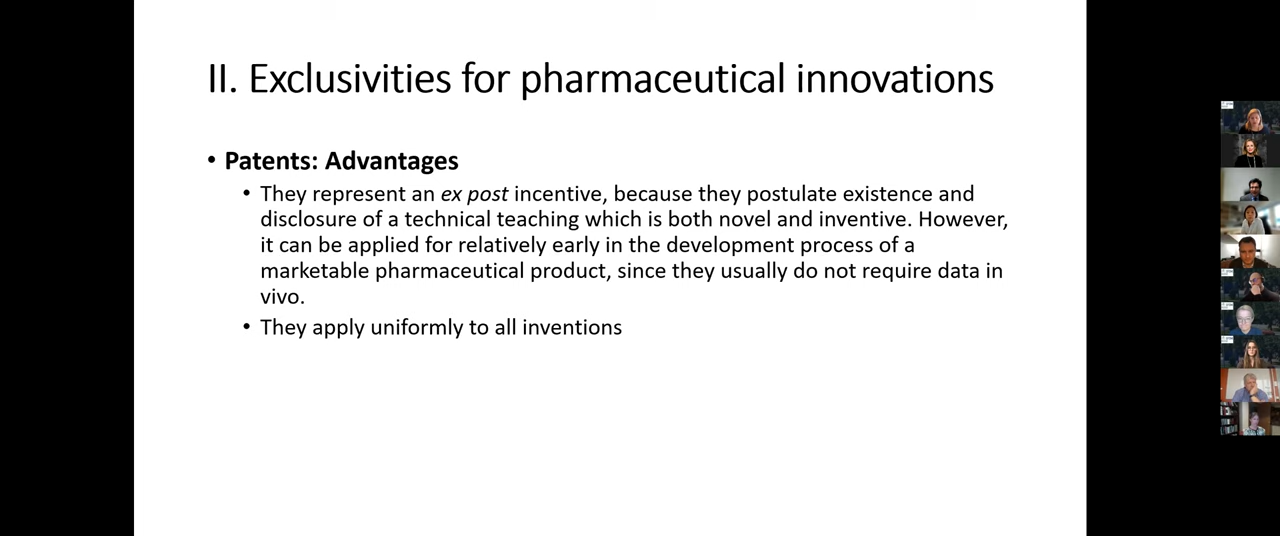 II. Exclusivities for pharmaceutical innovations
• Patents: Advantages
• They represent an ex post incentive, because they postulate existence and
disclosure of a technical teaching which is both novel and inventive. However,
it can be applied for relatively early in the development process of a
marketable pharmaceutical product, since they usually do not require data in
vivo.
• They apply uniformly to all inventions